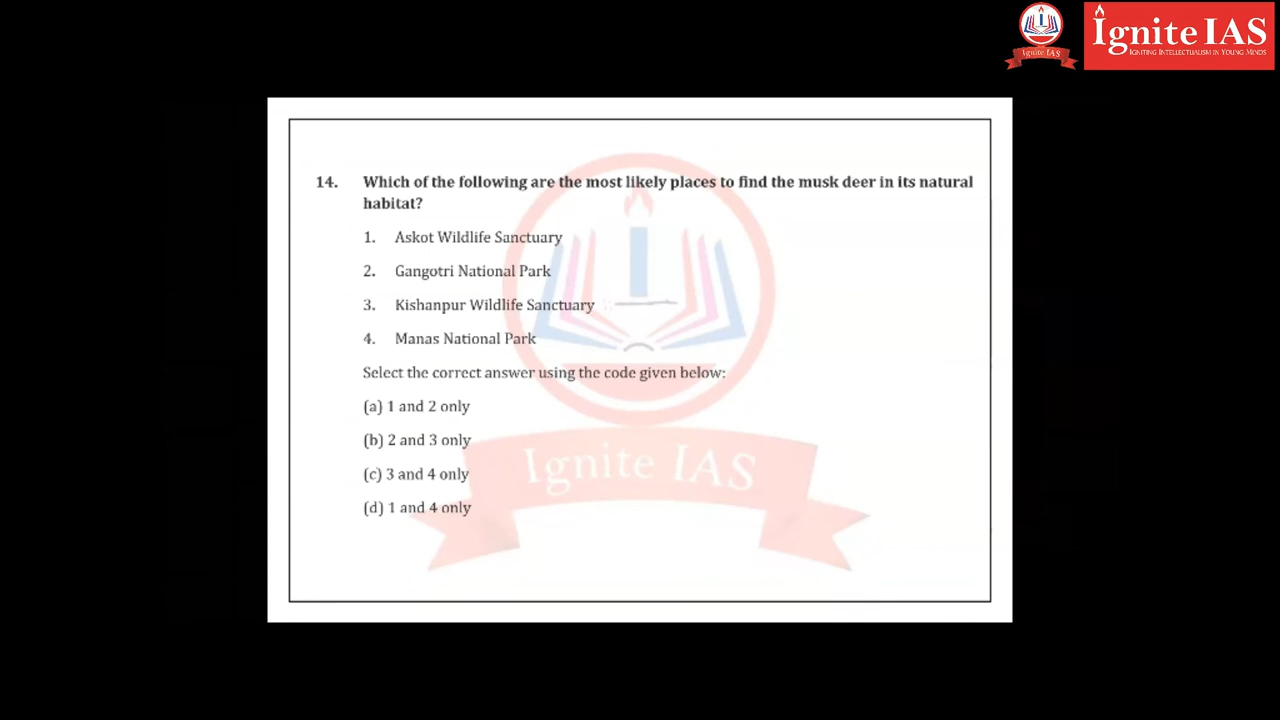 Ignite IAS
Ignite IAS
IGNITING INTELLECTUALISM IN YOUNG MINDS
14. Which of the following are the most likely places to find the musk deer in its natural
habitat?
1. Askot Wildlife Sanctuary
2. Gangotri National Park
3. Kishanpur Wildlife Sanctuary
4. Manas National Park
Select the correct answer using the code given below:
(a) 1 and 2 only
(b) 2 and 3 only
(c) 3 and 4 only
(d) 1 and 4 only
Ignite IAS